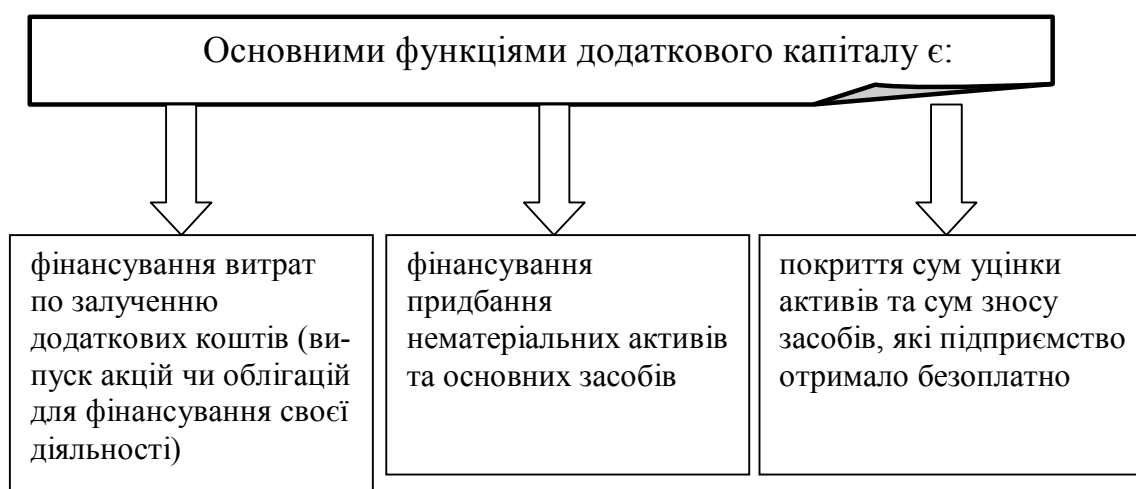 Основними функціями додаткового капіталу є:
фінансування витрат
по залученню
додаткових коштів (ви-
пуск акцій чи облігацій
для фінансування своєї
діяльності)
фінансування
придбання
нематеріальних активів
та основних засобів
покриття сум уцінки
активів та сум зносу
засобів, які підприємство
отримало безоплатно